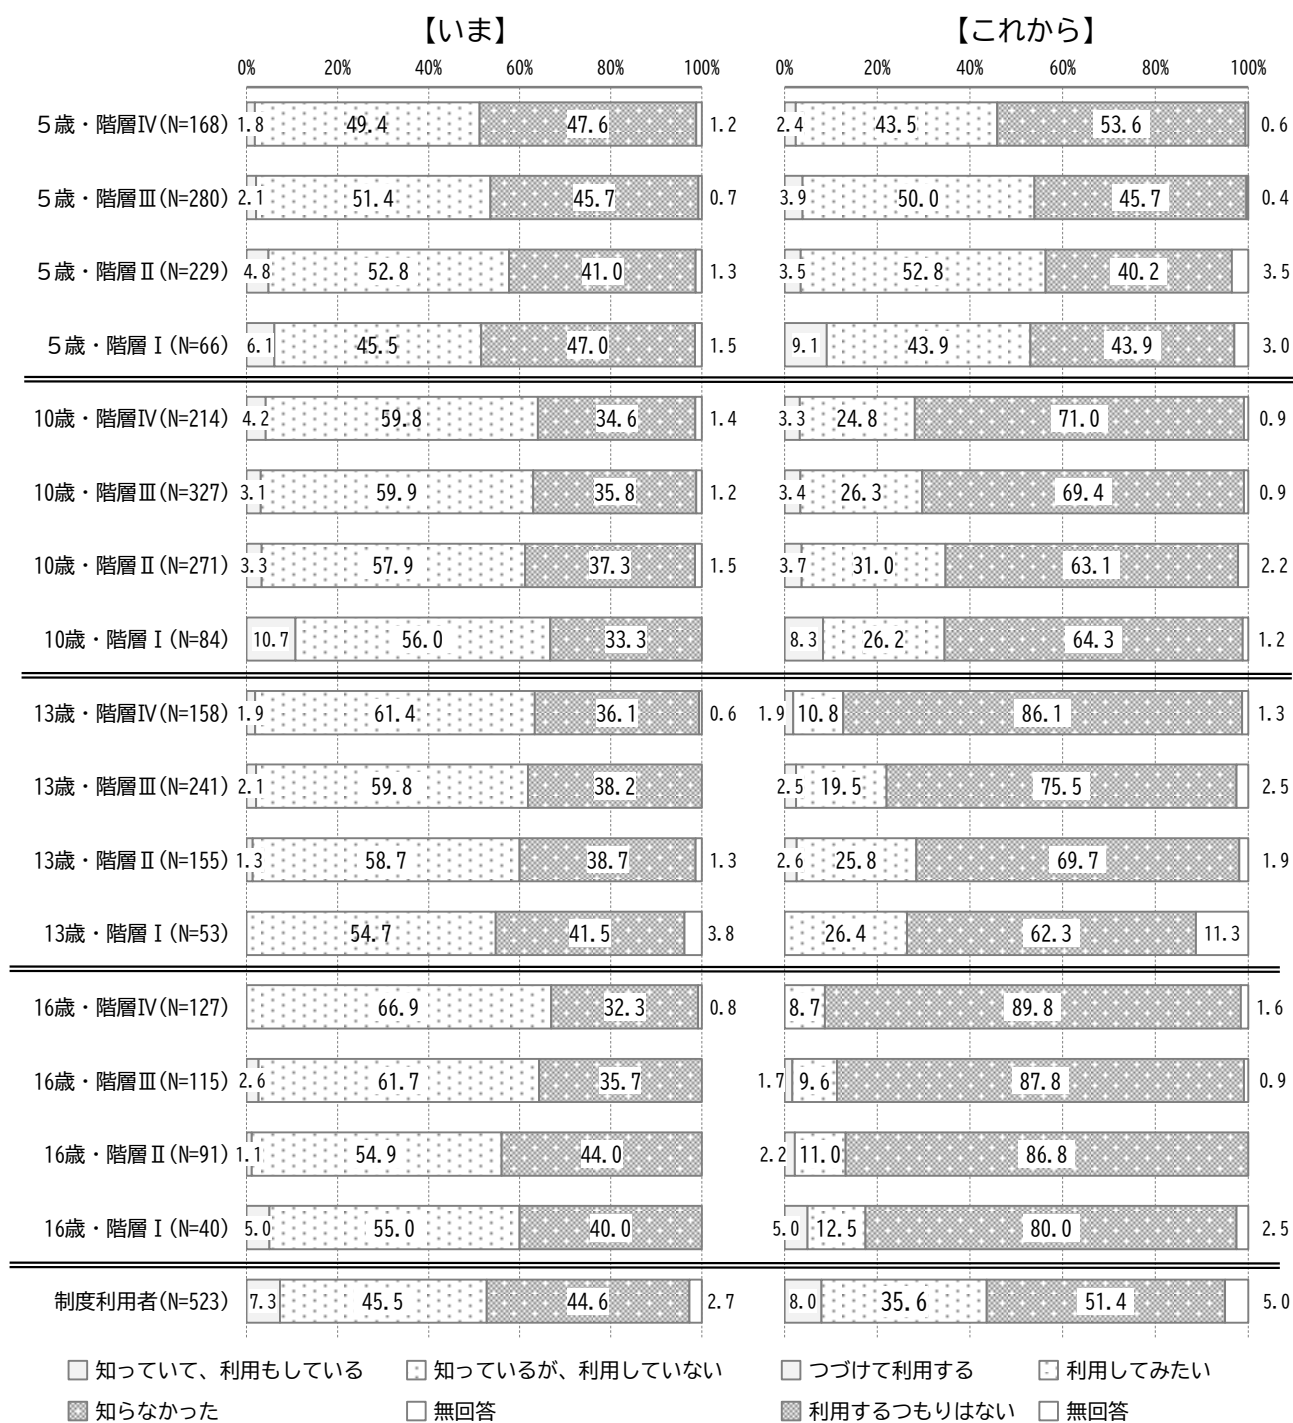 【いま】 【これから】
0% 20% 40% 60% 80% 100% 0% 20% 40% 60% 80% 100%
5歳・階層Ⅳ(N=168) 1.8 49.4 47.6 1.2 2.4 43.5 53.6 0.6
5歳・階層Ⅲ(N=280) 2.1 51.4 45.7 0.7 3.9 50.0 45.7 0.4
5歳・階層Ⅱ(N=229) 4.8 52.8 41.0 1.3 3.5 52.8 40.2 3.5
5歳・階層Ⅰ(N=66) 6.1 45.5 47.0 1.5 9.1 43.9 43.9 3.0
10歳・階層Ⅳ(N=214) 4.2 59.8 34.6 1.4 3.3 24.8 71.0 0.9
10歳・階層Ⅲ(N=327) 3.1 59.9 35.8 1.2 3.4 26.3 69.4 0.9
10歳・階層Ⅱ(N=271) 3.3 57.9 37.3 1.5 3.7 31.0 63.1 2.2
10歳・階層Ⅰ(N=84) 10.7 56.0 33.3 8.3 26.2 64.3 1.2
13歳・階層Ⅳ(N=158) 1.9 61.4 36.1 0.6 1.9 10.8 86.1 1.3
13歳・階層Ⅲ(N=241) 2.1 59.8 38.2 2.5 19.5 75.5 2.5
13歳・階層Ⅱ(N=155) 1.3 58.7 38.7 1.3 2.6 25.8 69.7 1.9
13歳・階層Ⅰ(N=53) 54.7 41.5 3.8 26.4 62.3 11.3
16歳・階層Ⅳ(N=127) 66.9 32.3 0.8 8.7 89.8 1.6
16歳・階層Ⅲ(N=115) 2.6 61.7 35.7 1.7 9.6 87.8 0.9
16歳・階層Ⅱ(N=91) 1.1 54.9 44.0 2.2 11.0 86.8
16歳・階層Ⅰ(N=40) 5.0 55.0 40.0 5.0 12.5 80.0 2.5
制度利用者(N=523) 7.3 45.5 44.6 2.7 8.0 35.6 51.4 5.0
知っていて、利用もしている 知っているが、利用していない つづけて利用する 利用してみたい
知らなかった 無回答 利用するつもりはない 無回答